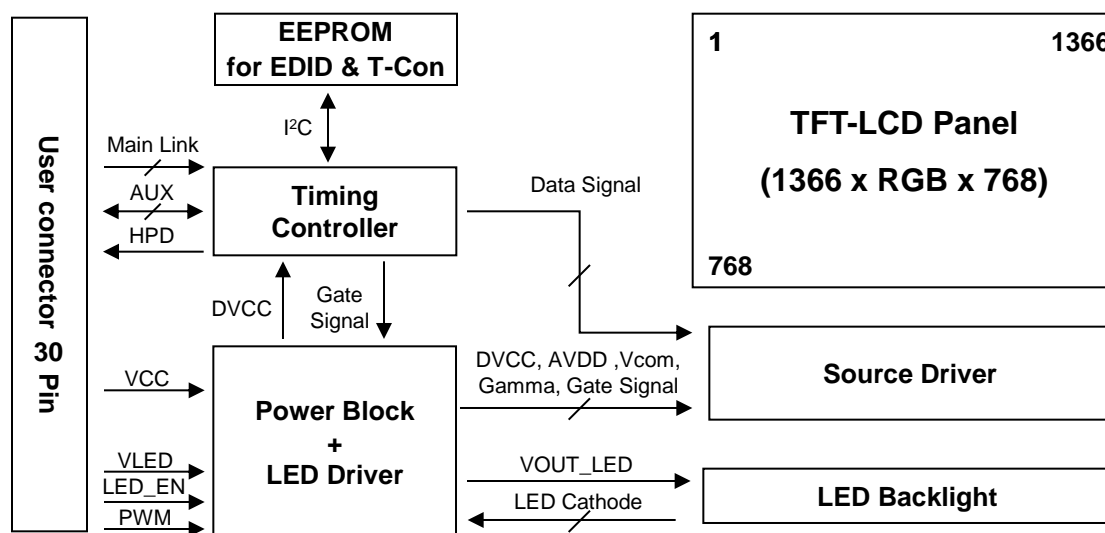 EEPROM
for EDID & T-Con
1 1366
TFT-LCD Panel
(1366 x RGB x 768)
768
User connector 30 Pin
I²C
Main Link
AUX
HPD
Timing
Controller
Data Signal
DVCC
Gate
Signal
VCC
VLED
LED_EN
PWM
Power Block
+
LED Driver
DVCC, AVDD ,Vcom,
Gamma, Gate Signal
Source Driver
VOUT_LED
LED Cathode
LED Backlight